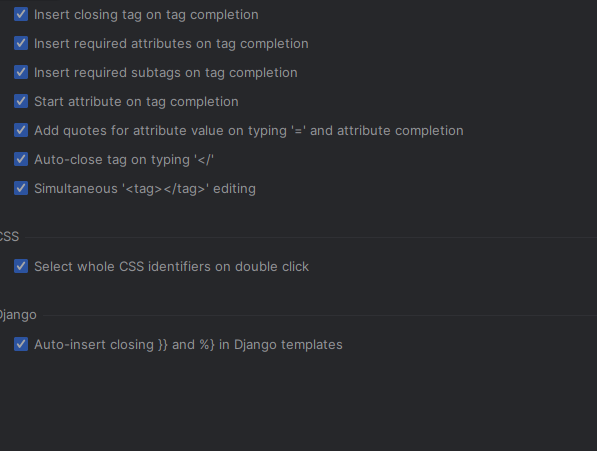 Insert closing tag on tag completion
Insert required attributes on tag completion
Insert required subtags on tag completion
Start attribute on tag completion
Add quotes for attribute value on typing '=' and attribute completion
Auto-close tag on typing '</'
Simultaneous '<tag></tag>' editing
CSS
Select whole CSS identifiers on double click
Django
Auto-insert closing }} and %} in Django templates